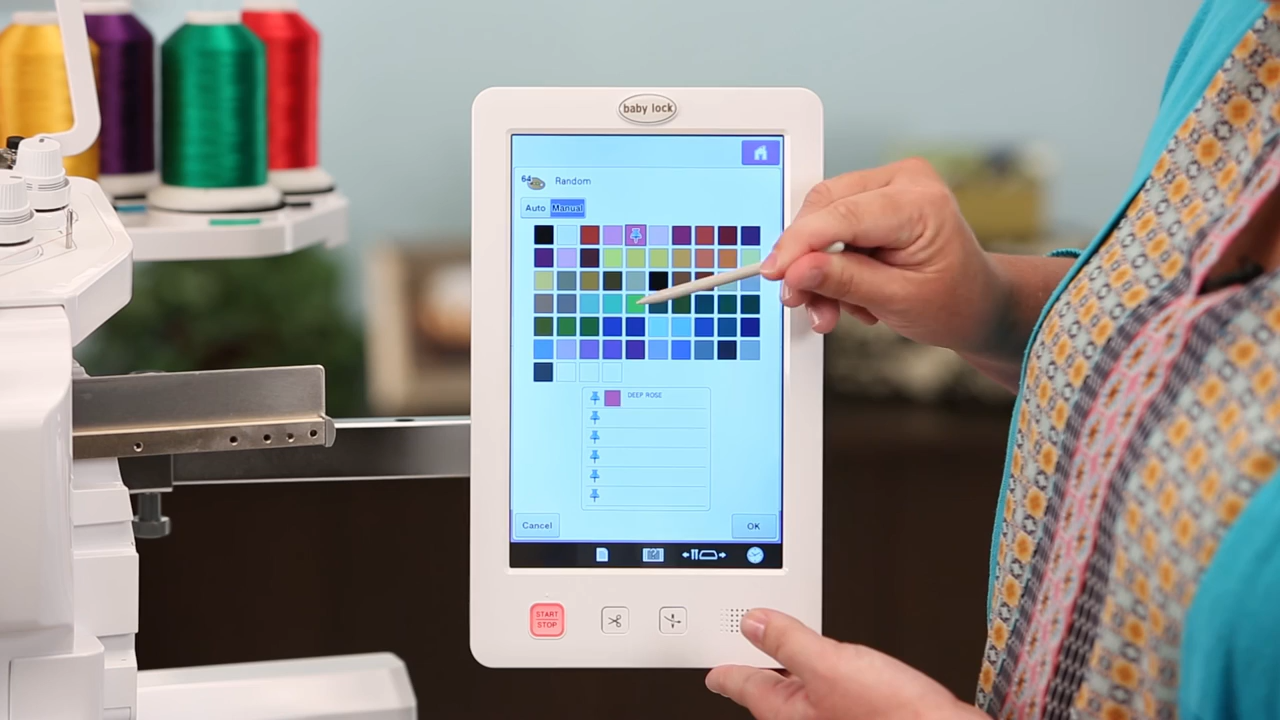 baby lock
64
Random
Auto Manual
DEEP ROSE
Cancel OK
START
STOP